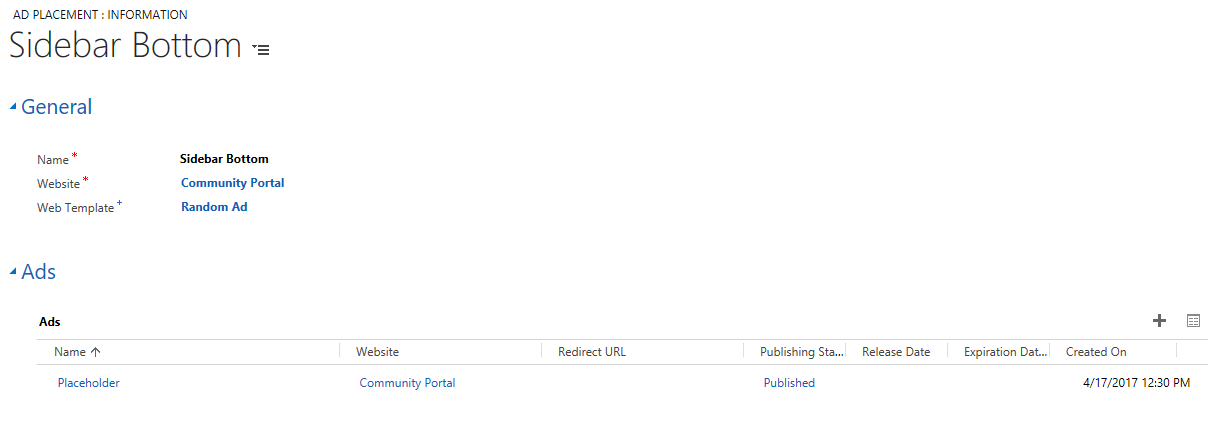 AD PLACEMENT : INFORMATION
Sidebar Bottom
General
Name * Sidebar Bottom
Website * Community Portal
Web Template + Random Ad
Ads
Ads
Name Website Redirect URL Publishing Sta... Release Date Expiration Dat... Created On
Placeholder Community Portal Published 4/17/2017 12:30 PM